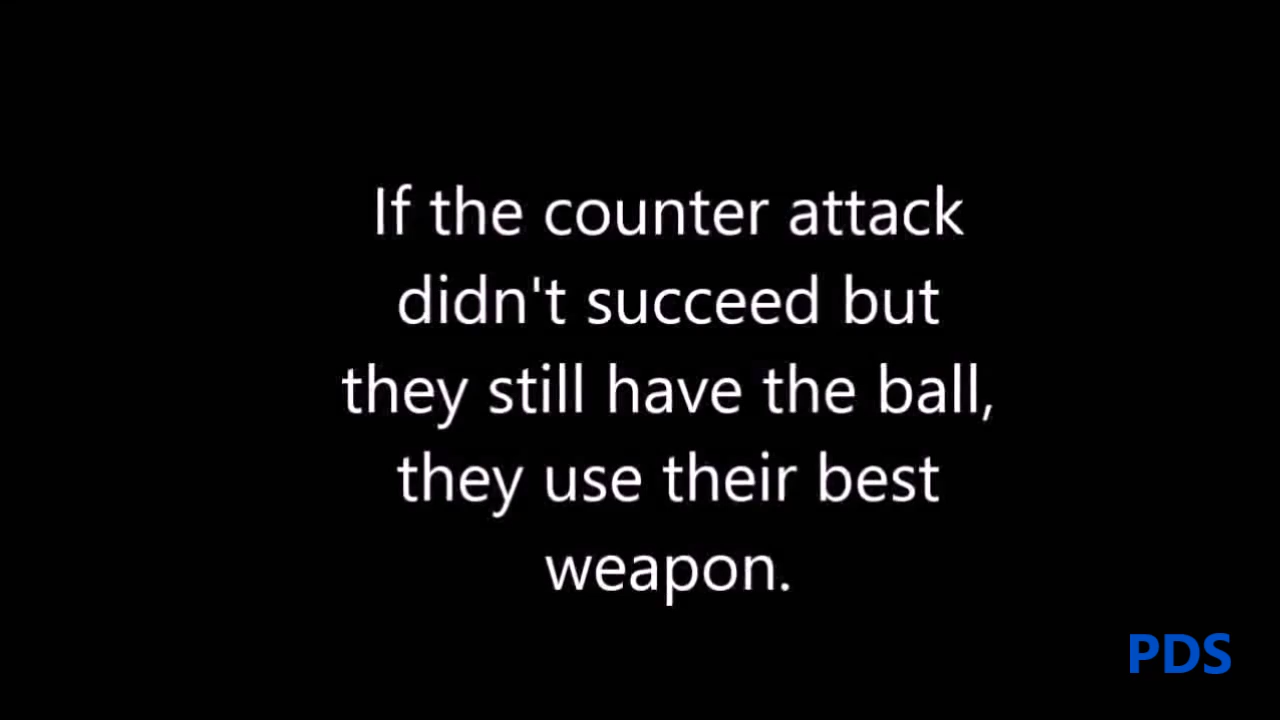 If the counter attack
didn't succeed but
they still have the ball,
they use their best
weapon.
PDS